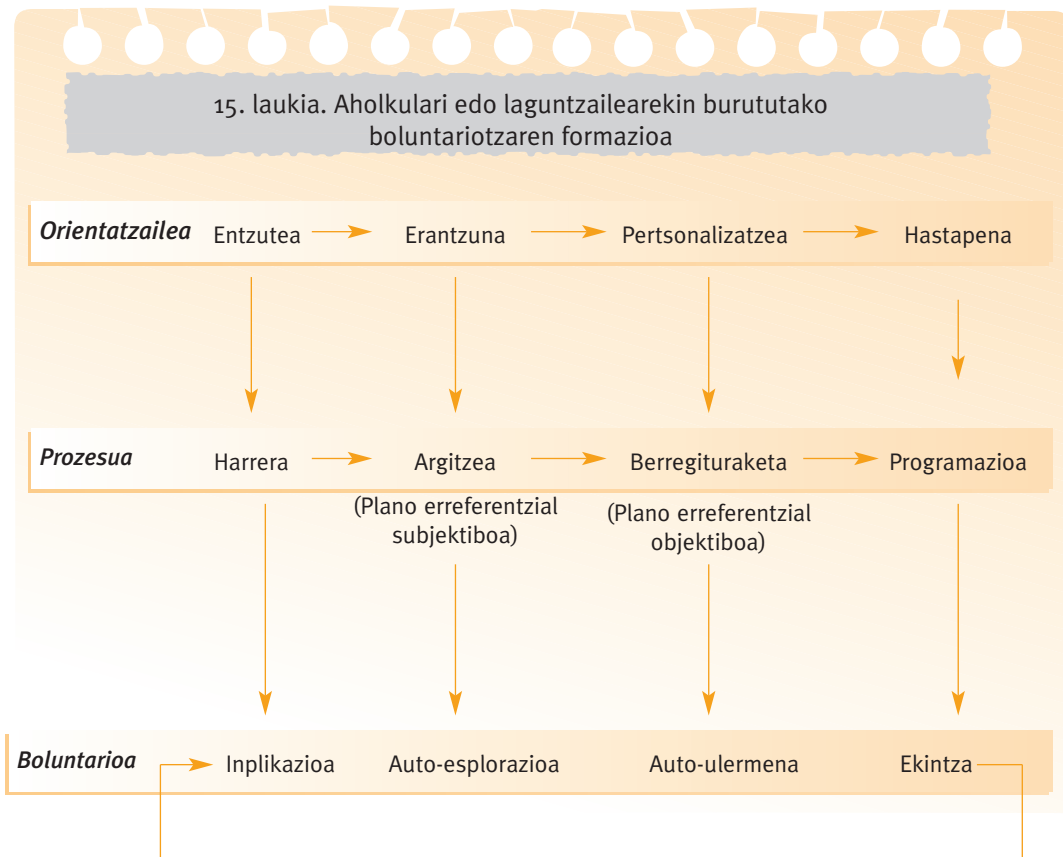 15. laukia. Aholkulari edo laguntzailearekin burututako
boluntariotzaren formazioa
Orientatzailea Entzutea Erantzuna Pertsonalizatzea Hastapena
Prozesua Harrera Argitzea Berregituraketa Programazioa
(Plano erreferentzial
subjektiboa)
(Plano erreferentzial
objektiboa)
Boluntarioa Inplikazioa Auto-esplorazioa Auto-ulermena Ekintza